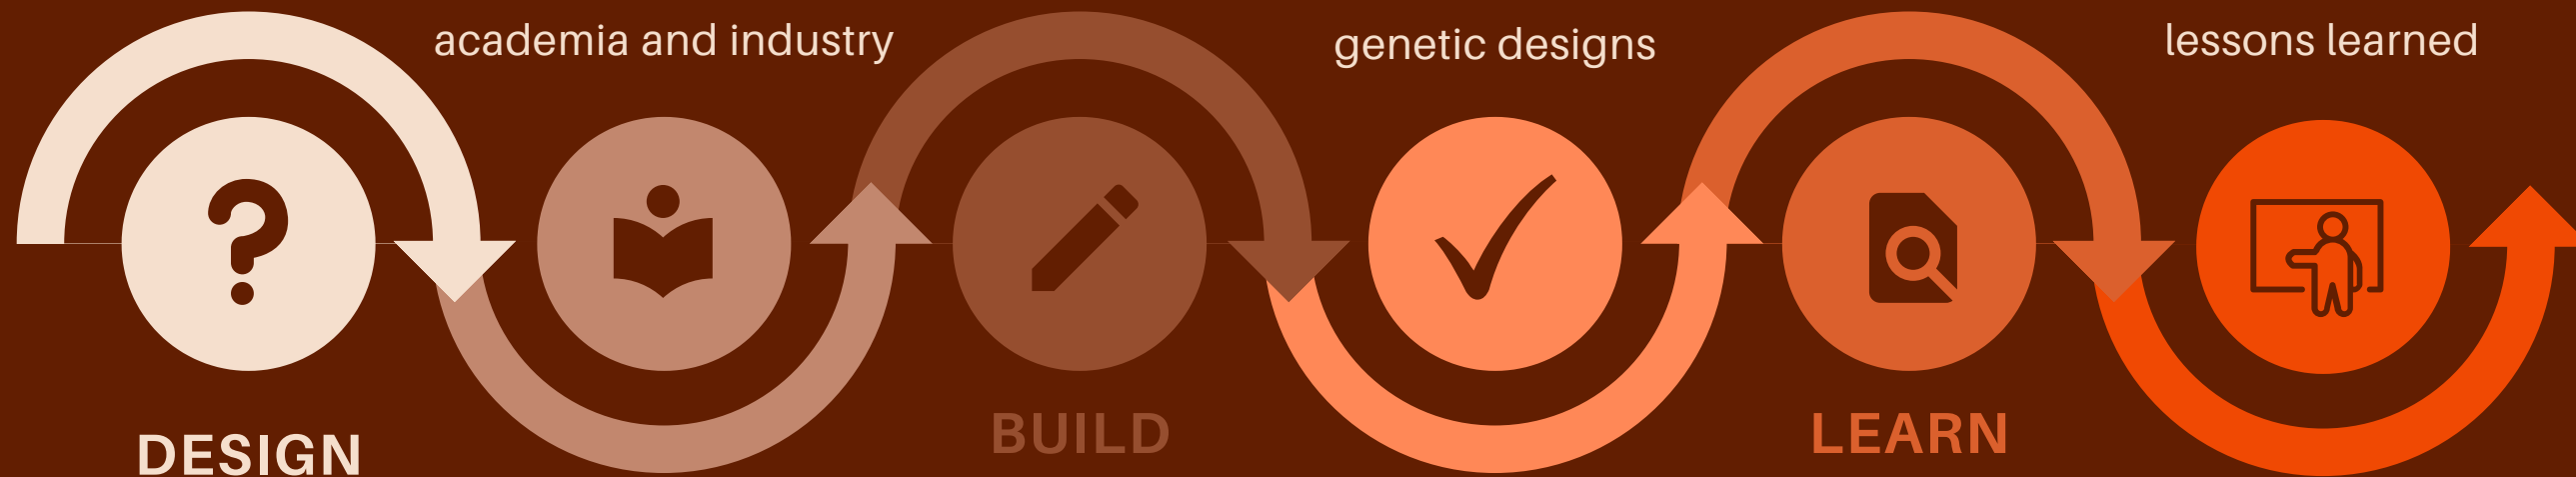 academia and industry
genetic designs
lessons learned
DESIGN
BUILD
LEARN